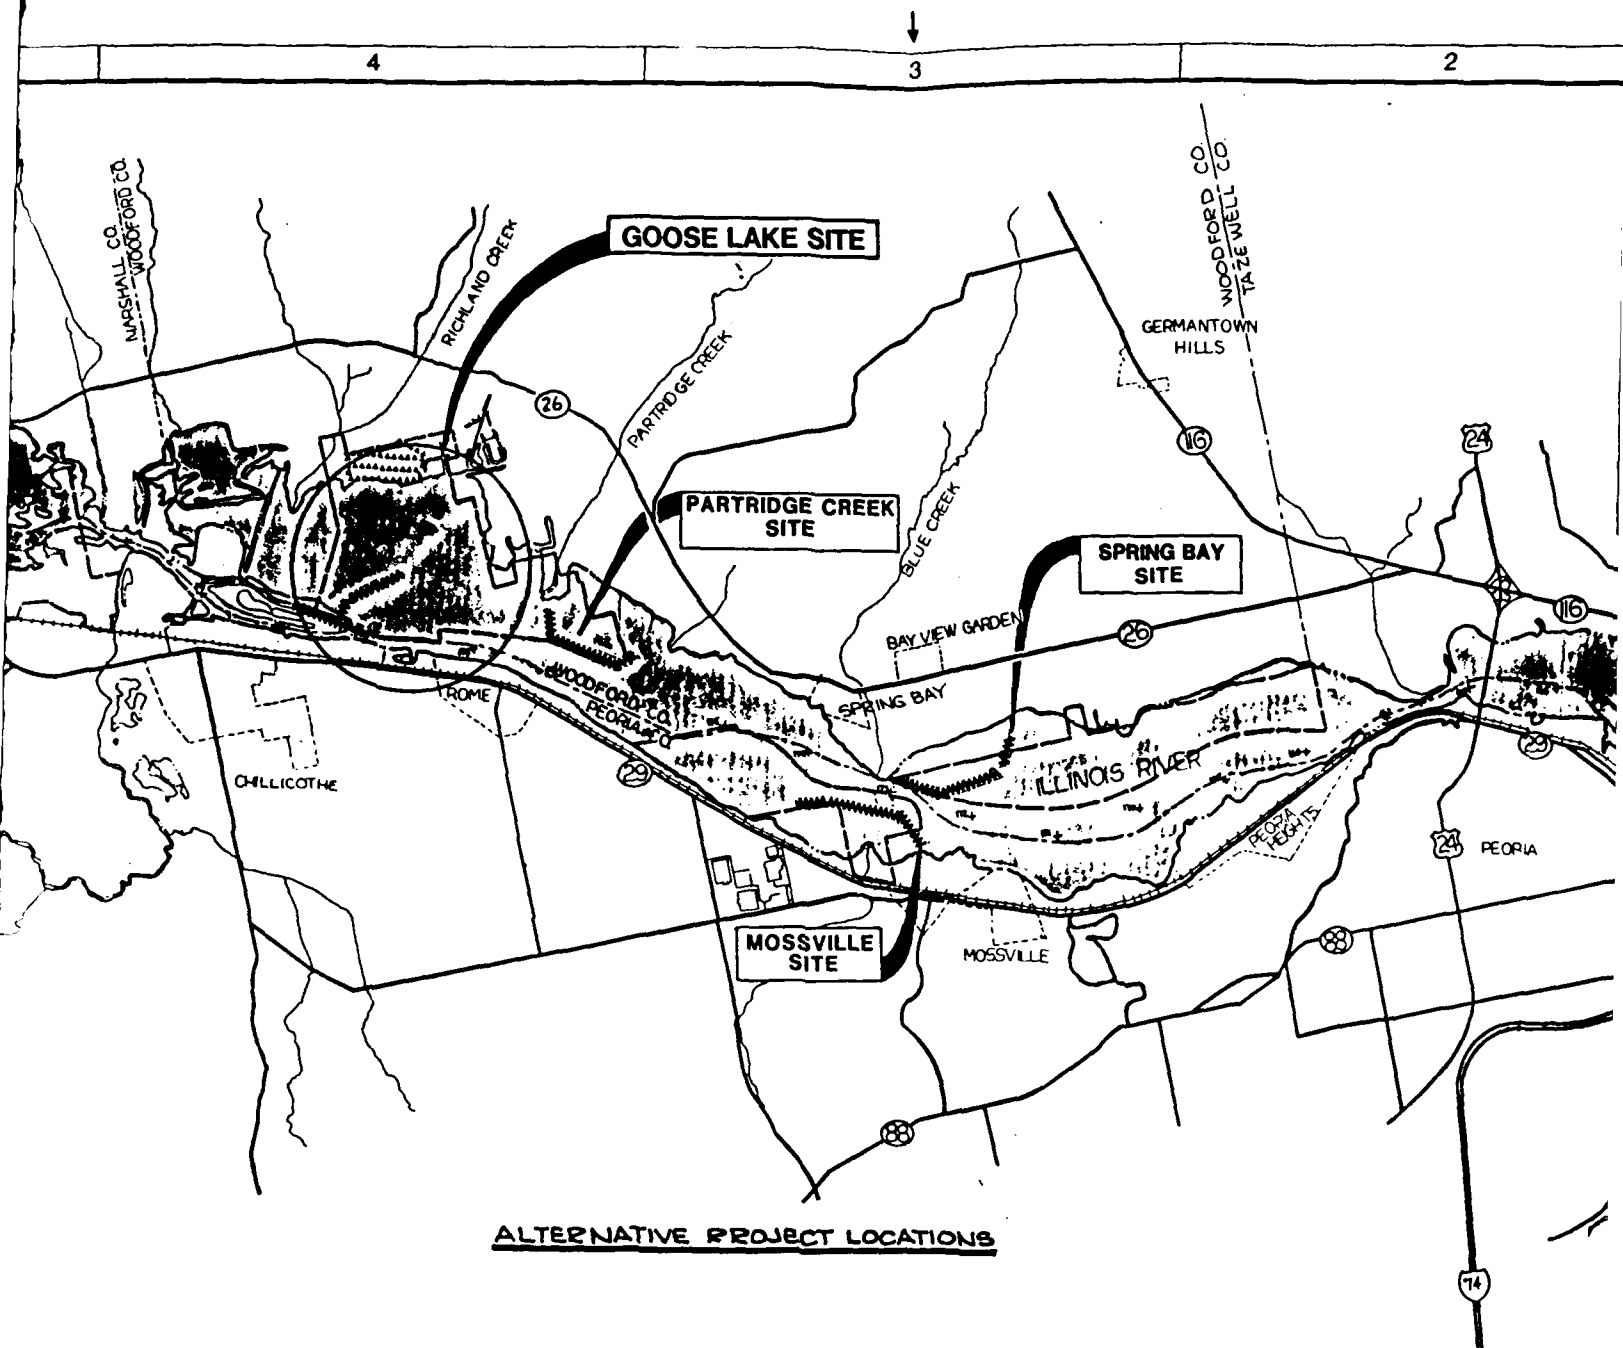 4
3
2
MARSHALL CO.
WOODFORD CO.
RICHLAND CREEK
GOOSE LAKE SITE
WOODFORD CO.
TAZEWELL CO.
GERMANTOWN
HILLS
PARTRIDGE CREEK
26
116
24
PARTRIDGE CREEK
SITE
BLUE CREEK
SPRING BAY
SITE
116
BAY VIEW GARDEN
26
WOODFORD CO.
PEORIA CO.
ROME
SPRING BAY
29
CHILLICOTHE
29
ILLINOIS RIVER
PEORIA
HEIGHTS
24
PEORIA
MOSSVILLE
SITE
MOSSVILLE
88
88
ALTERNATIVE PROJECT LOCATIONS
74